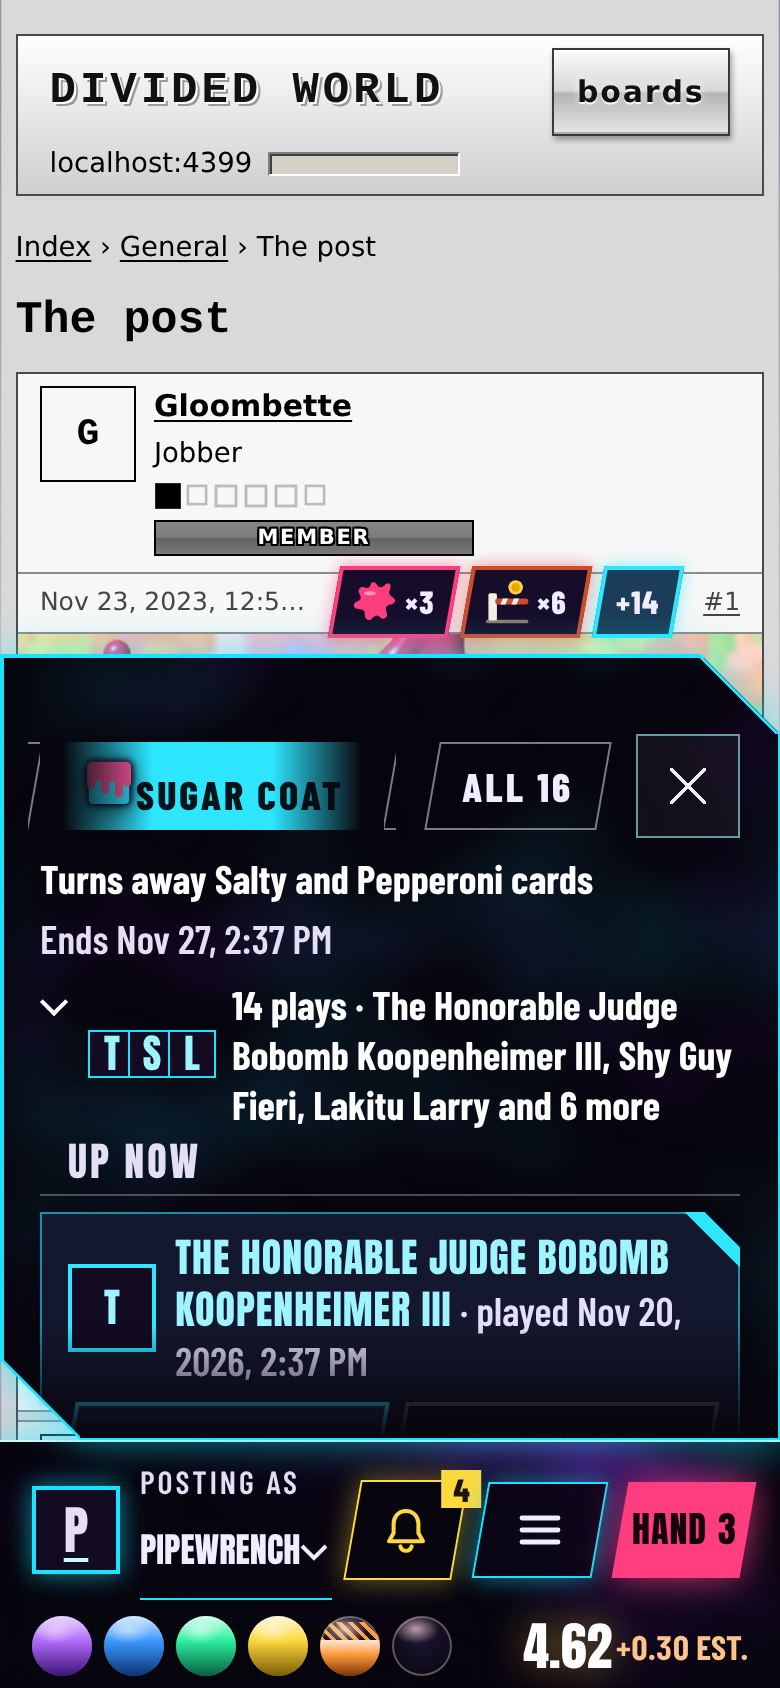 DIVIDED WORLD
boards
localhost:4399
Index › General › The post
The post
G
Gloombette
Jobber
MEMBER
Nov 23, 2023, 12:5…
×3
×6
+14
#1
SUGAR COAT
ALL 16
Turns away Salty and Pepperoni cards
Ends Nov 27, 2:37 PM
T S L
14 plays · The Honorable Judge
Bobomb Koopenheimer III, Shy Guy
Fieri, Lakitu Larry and 6 more
UP NOW
T
THE HONORABLE JUDGE BOBOMB
KOOPENHEIMER III · played Nov 20,
2026, 2:37 PM
P
POSTING AS
PIPEWRENCH
4
HAND 3
4.62 +0.30 EST.